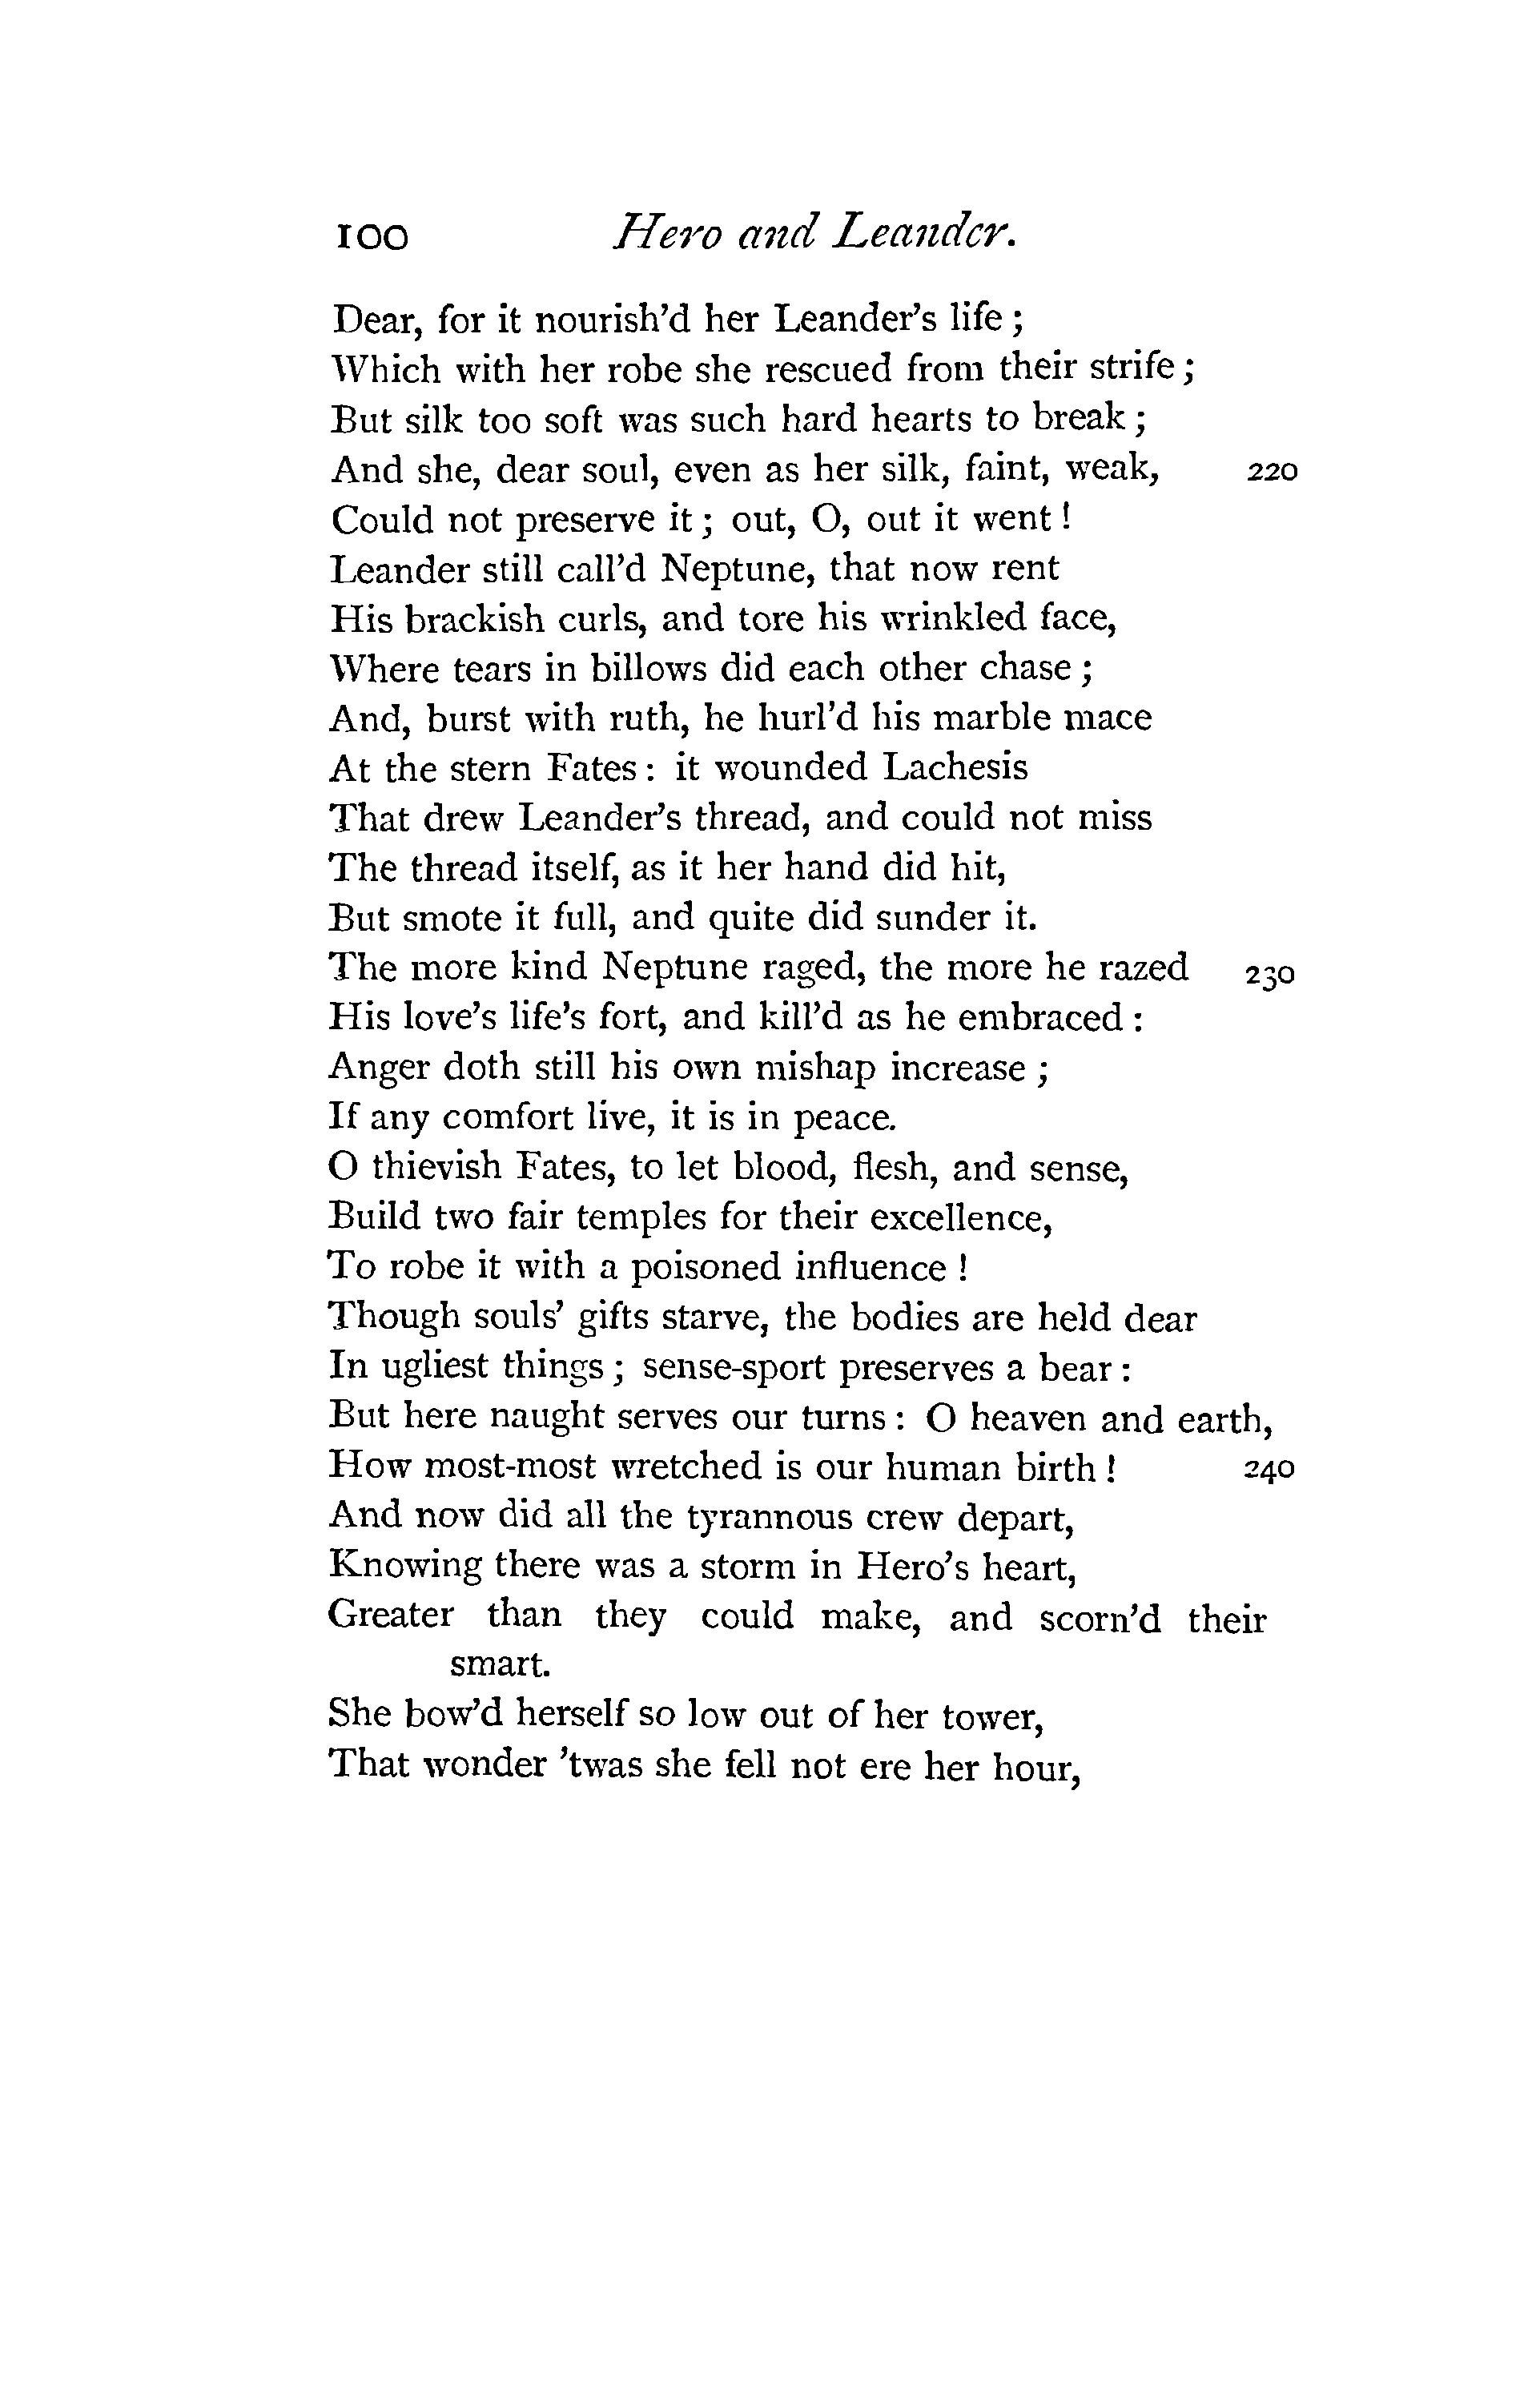 100 Hero and Leander.
Dear, for it nourish'd her Leander's life ;
Which with her robe she rescued from their strife ;
But silk too soft was such hard hearts to break ;
And she, dear soul, even as her silk, faint, weak, 220
Could not preserve it ; out, O, out it went !
Leander still call'd Neptune, that now rent
His brackish curls, and tore his wrinkled face,
Where tears in billows did each other chase ;
And, burst with ruth, he hurl'd his marble mace
At the stern Fates : it wounded Lachesis
That drew Leander's thread, and could not miss
The thread itself, as it her hand did hit,
But smote it full, and quite did sunder it.
The more kind Neptune raged, the more he razed 230
His love's life's fort, and kill'd as he embraced :
Anger doth still his own mishap increase ;
If any comfort live, it is in peace.
O thievish Fates, to let blood, flesh, and sense,
Build two fair temples for their excellence,
To robe it with a poisoned influence !
Though souls' gifts starve, the bodies are held dear
In ugliest things ; sense-sport preserves a bear :
But here naught serves our turns : O heaven and earth,
How most-most wretched is our human birth ! 240
And now did all the tyrannous crew depart,
Knowing there was a storm in Hero's heart,
Greater than they could make, and scorn'd their
smart.
She bow'd herself so low out of her tower,
That wonder 'twas she fell not ere her hour,